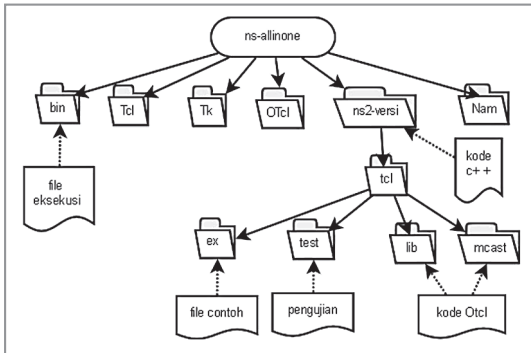 ns-allinone
bin
Tcl
Tk
OTcl
ns2-versi
Nam
file
eksekusi
kode
c++
tcl
ex
test
lib
mcast
file contoh
pengujian
kode Otcl